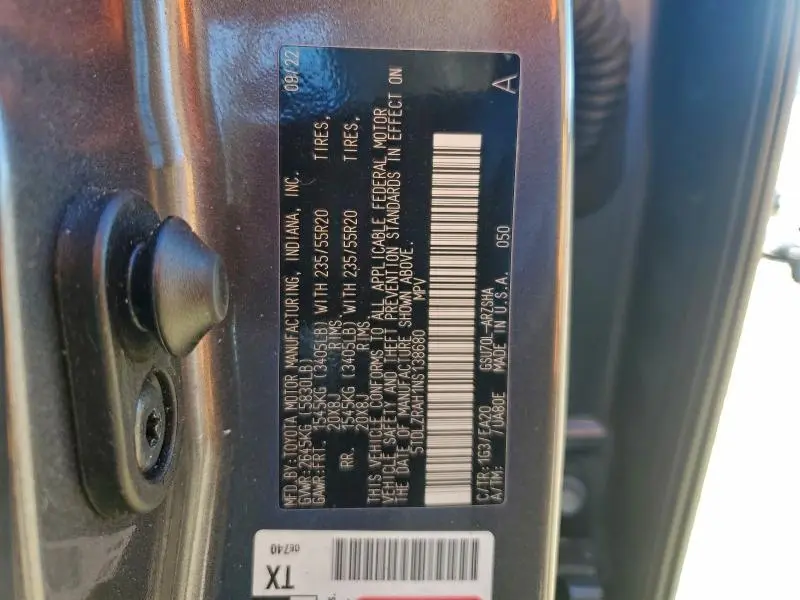 MFD.BY:TOYOTA MOTOR MANUFACTURING, INDIANA, INC. 08/22
GVWR:2645KG (5830LB)
GAWR:FRT. 1545KG (3405LB) WITH 235/55R20 TIRES,
20X8J RIMS,
RR. 1545KG (3405LB) WITH 235/55R20 TIRES,
20X8J RIMS
THIS VEHICLE CONFORMS TO ALL APPLICABLE FEDERAL MOTOR
VEHICLE SAFETY AND THEFT PREVENTION STANDARDS IN EFFECT ON
THE DATE OF MANUFACTURE SHOWN ABOVE.
5TDLZRAH1NS138680 MPV
C/TR:1G3/EA20 GSU70L-ARZSHA
A/TM: /UA80E MADE IN U.S.A. 050 A
TX
06740